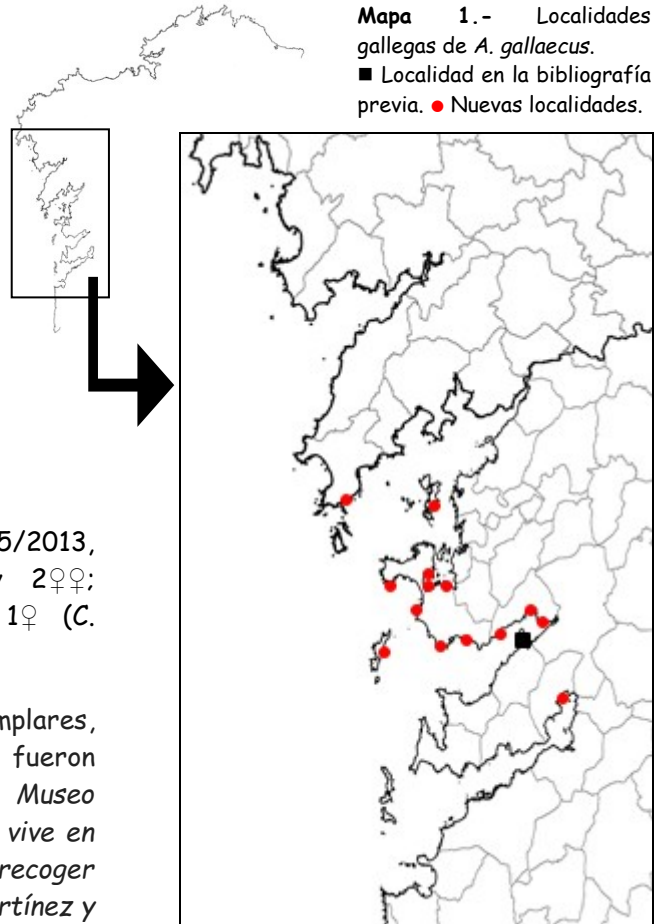 Mapa 1.- Localidades
gallegas de A. gallaecus.
■ Localidad en la bibliografía
previa. ● Nuevas localidades.
5/2013,
y 2♀♀;
1♀ (C.
mplares,
fueron
Museo
vive en
recoger
rtínez y